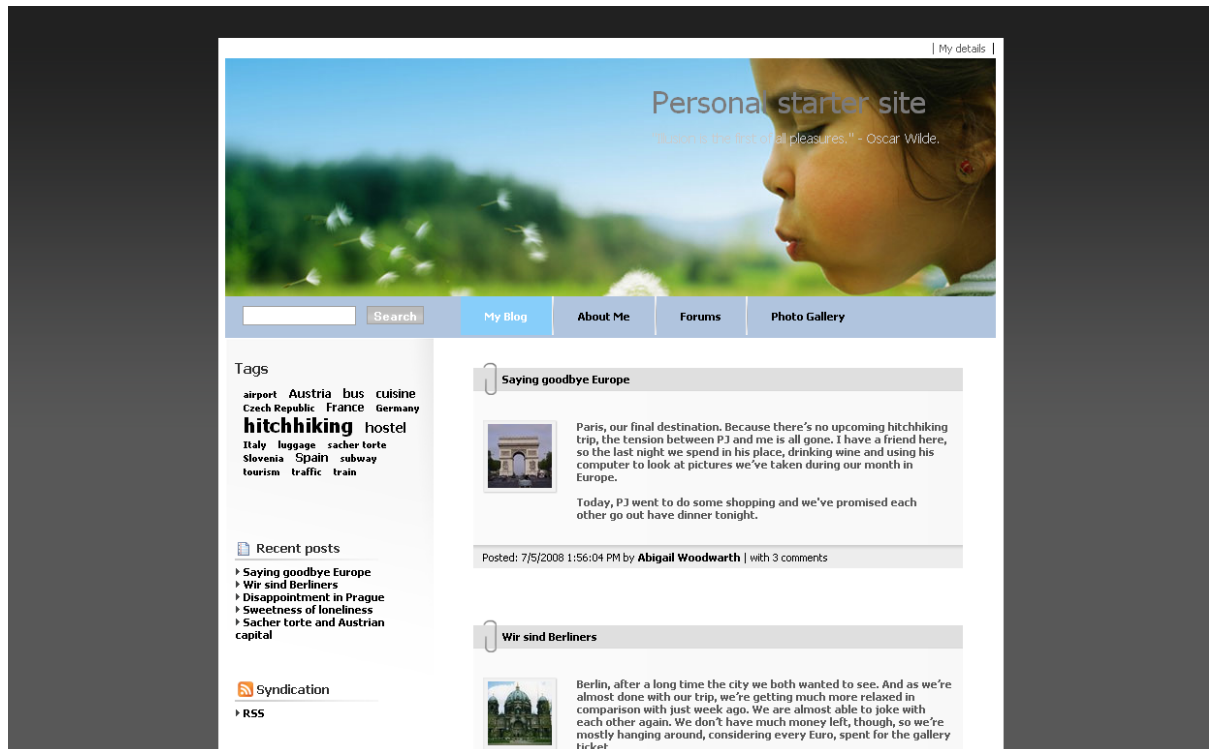 | My details |
Personal starter site
of all pleasures." - Oscar Wilde.
Search
My Blog
About Me
Forums
Photo Gallery
Tags
airport Austria bus cuisine
Czech Republic France Germany
hitchhiking hostel
Italy luggage sacher torte
Slovenia Spain subway
tourism traffic train
Recent posts
Saying goodbye Europe
Wir sind Berliners
Disappointment in Prague
Sweetness of loneliness
Sacher torte and Austrian
capital
Syndication
RSS
Saying goodbye Europe
Paris, our final destination. Because there's no upcoming hitchhiking
trip, the tension between PJ and me is all gone. I have a friend here,
so the last night we spend in his place, drinking wine and using his
computer to look at pictures we've taken during our month in
Europe.
Today, PJ went to do some shopping and we've promised each
other go out have dinner tonight.
Posted: 7/5/2008 1:56:04 PM by Abigail Woodwarth | with 3 comments
Wir sind Berliners
Berlin, after a long time the city we both wanted to see. And as we're
almost done with our trip, we're getting much more relaxed in
comparison with just week ago. We are almost able to joke with
each other again. We don't have much money left, though, so we're
mostly hanging around, considering every Euro, spent for the gallery
ticket